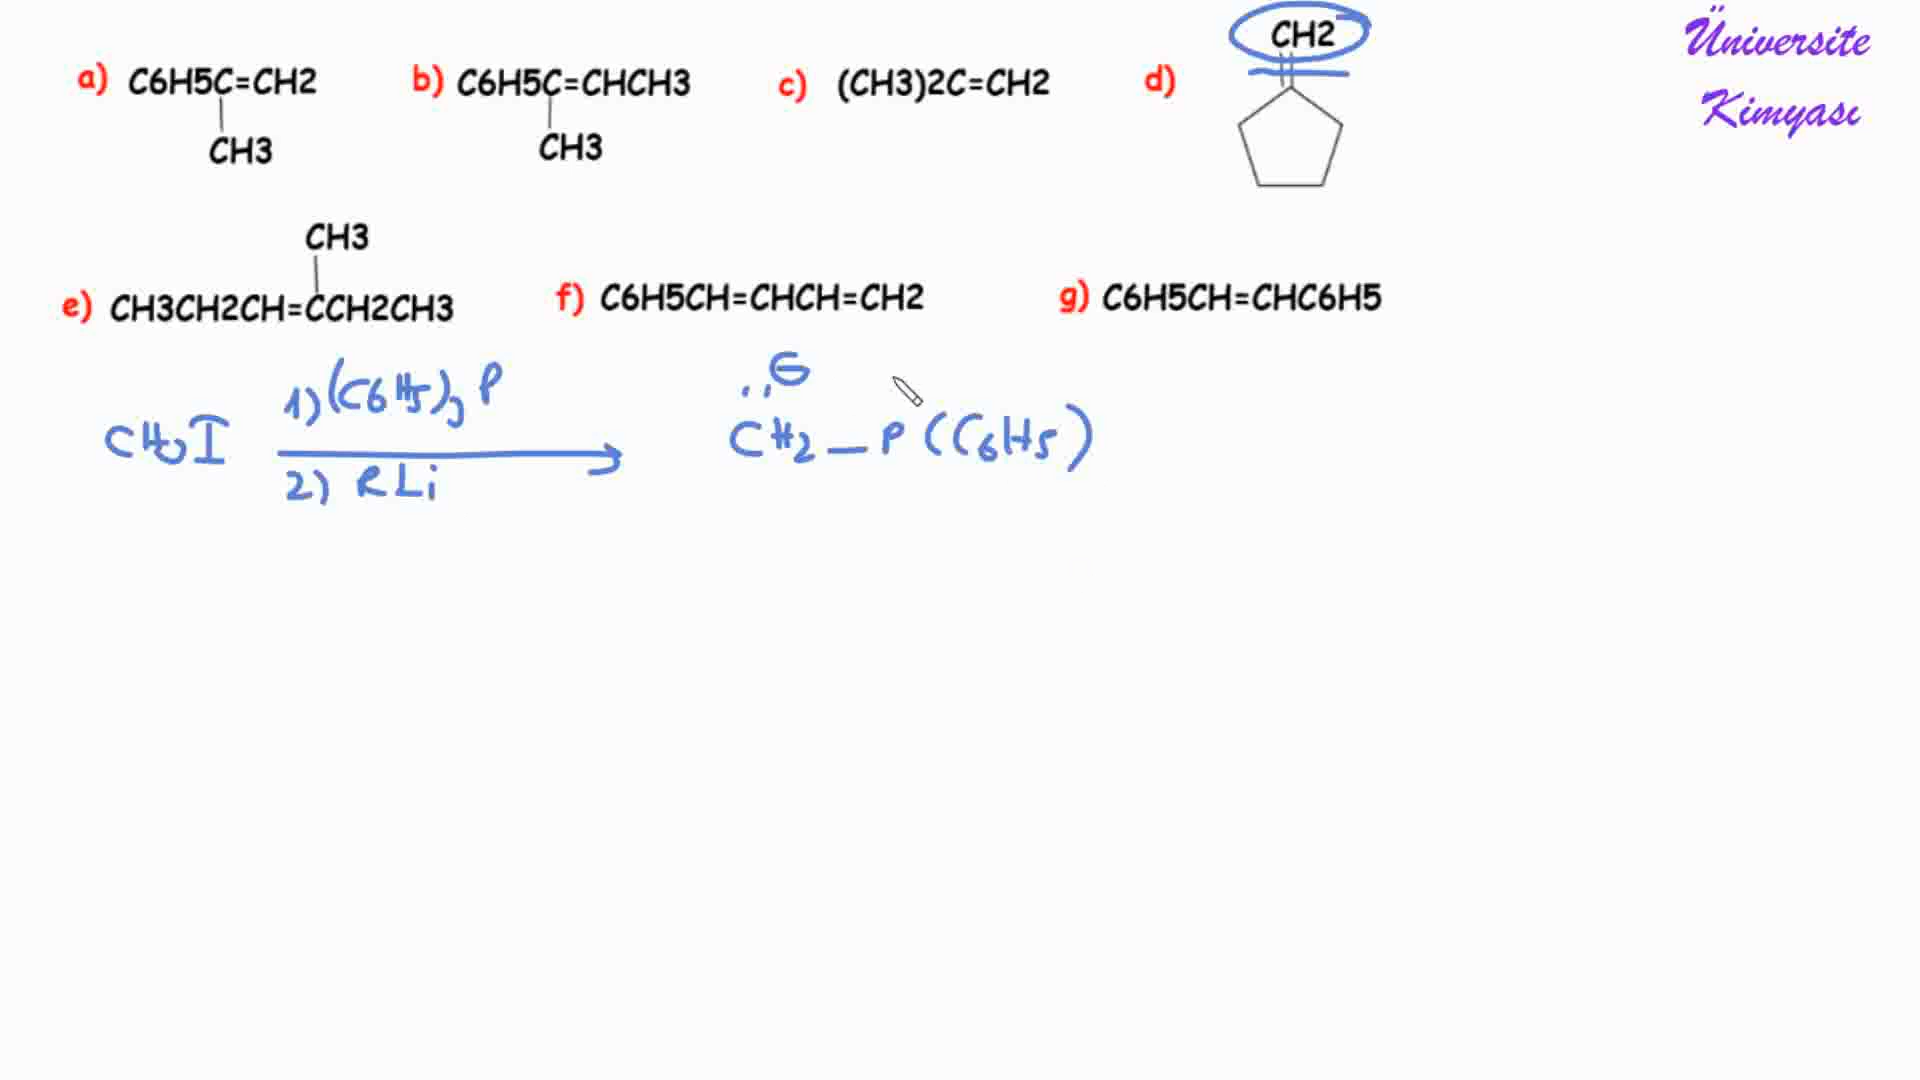 a) C6H5C=CH2
CH3
b) C6H5C=CHCH3
CH3
c) (CH3)2C=CH2
d)
CH2
Üniversite
Kimyası
CH3
e) CH3CH2CH=CCH2CH3
f) C6H5CH=CHCH=CH2
g) C6H5CH=CHC6H5
CH3I
1) (C6H5)3 P
2) RLi
CH2 – P (C6H5)